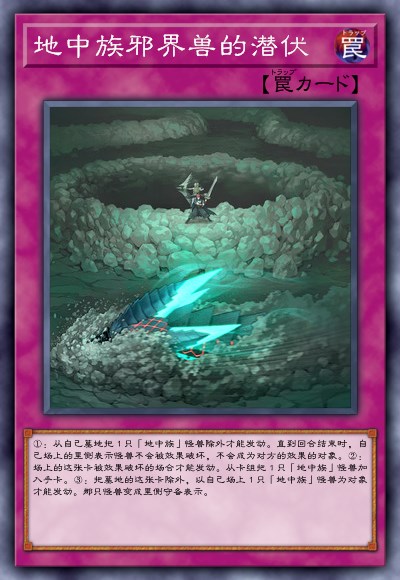 地中族邪界兽的潜伏
トラップ
罠
トラップ
【罠カード】
①：从自己墓地把1只「地中族」怪兽除外才能发动。直到回合结束时，自
己场上的里侧表示怪兽不会被效果破坏，不会成为对方的效果的对象。②：
场上的这张卡被效果破坏的场合才能发动。从卡组把1只「地中族」怪兽加
入手卡。③：把墓地的这张卡除外，以自己场上1只「地中族」怪兽为对象
才能发动。那只怪兽变成里侧守备表示。